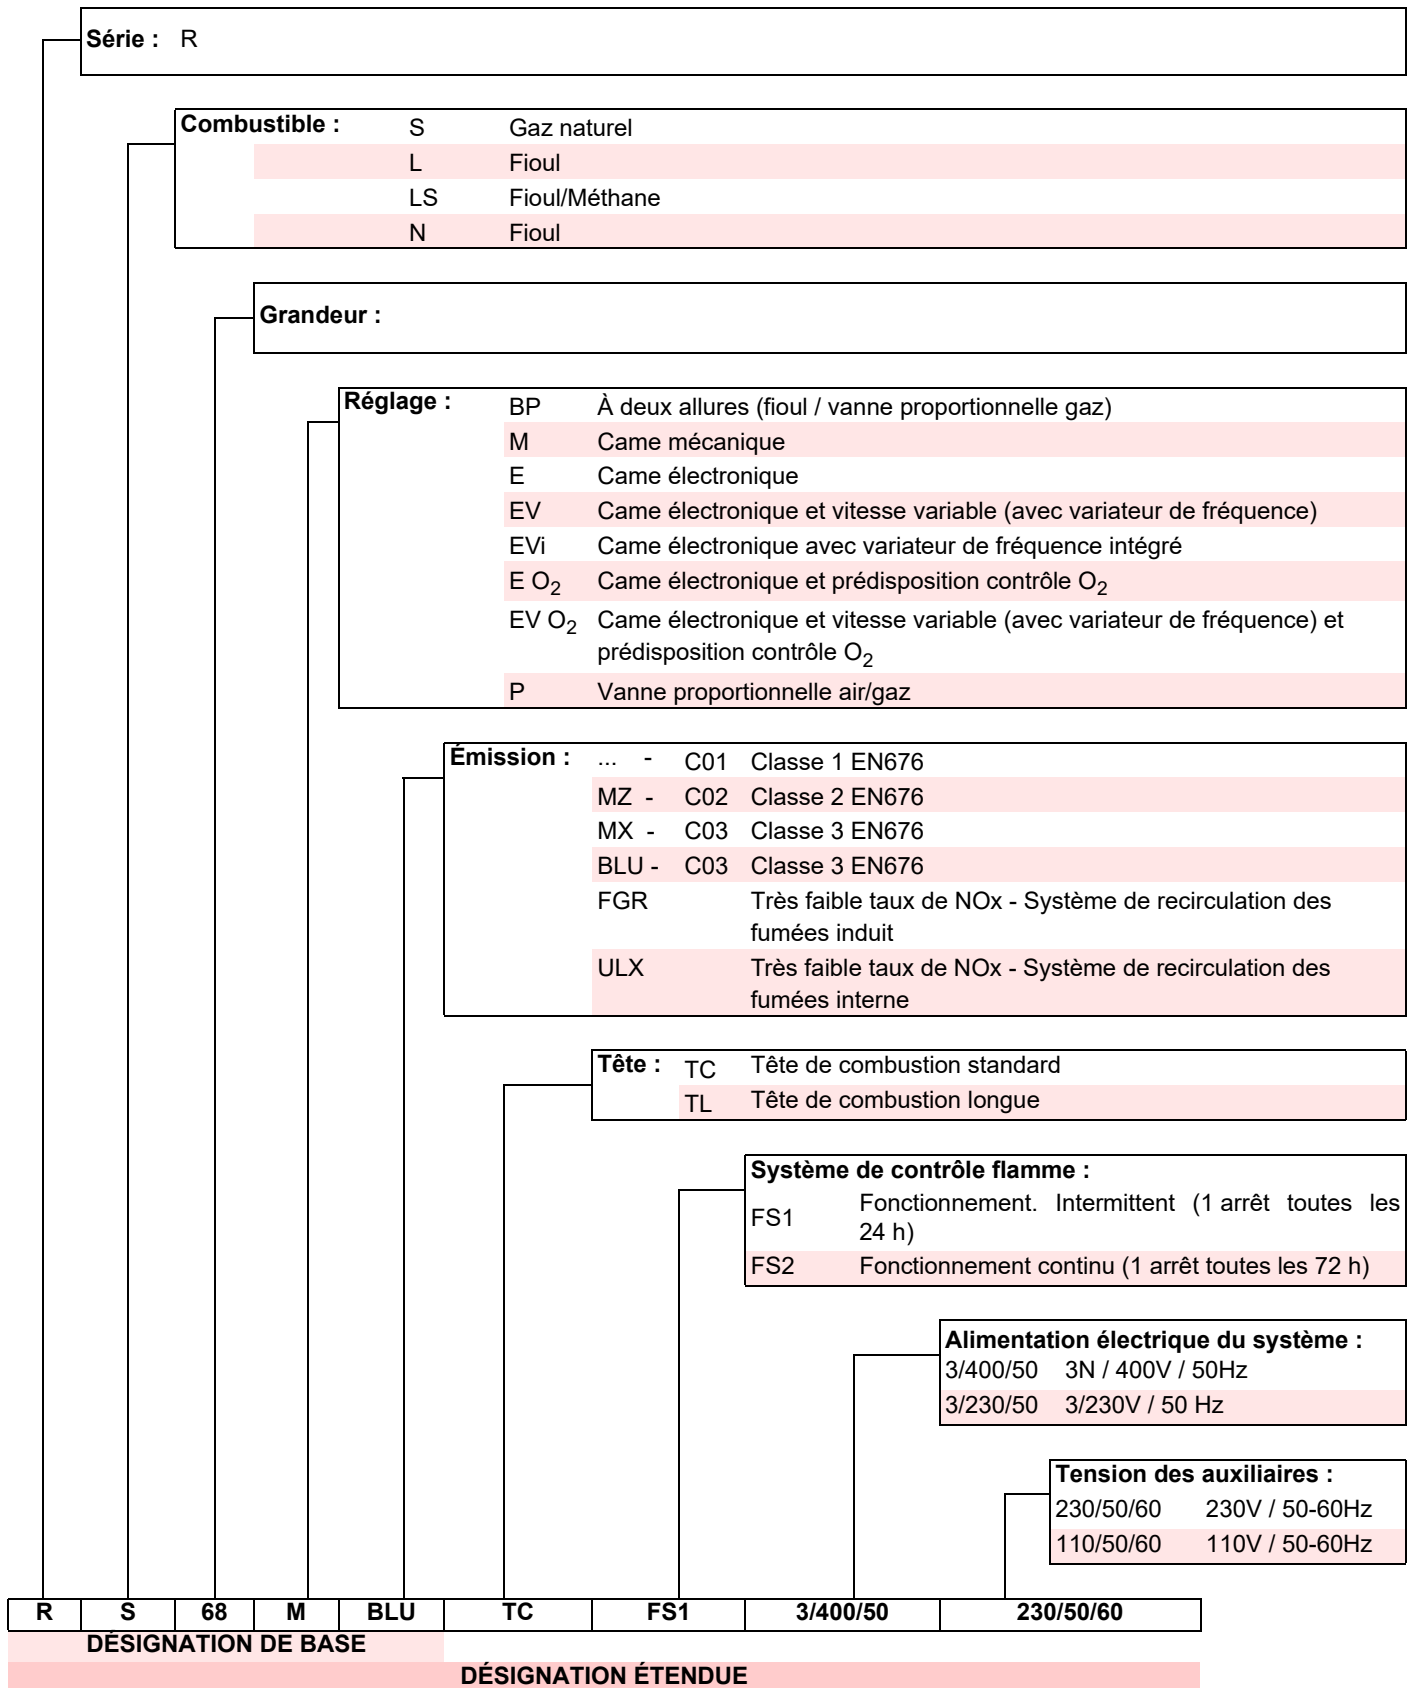 Série : R
Combustible : S Gaz naturel
L Fioul
LS Fioul/Méthane
N Fioul
Grandeur :
Réglage : BP À deux allures (fioul / vanne proportionnelle gaz)
M Came mécanique
E Came électronique
EV Came électronique et vitesse variable (avec variateur de fréquence)
EVi Came électronique avec variateur de fréquence intégré
E O₂ Came électronique et prédisposition contrôle O₂
EV O₂ Came électronique et vitesse variable (avec variateur de fréquence) et
prédisposition contrôle O₂
P Vanne proportionnelle air/gaz
Émission : ... - C01 Classe 1 EN676
MZ - C02 Classe 2 EN676
MX - C03 Classe 3 EN676
BLU - C03 Classe 3 EN676
FGR Très faible taux de NOx - Système de recirculation des
fumées induit
ULX Très faible taux de NOx - Système de recirculation des
fumées interne
Tête : TC Tête de combustion standard
TL Tête de combustion longue
Système de contrôle flamme :
FS1 Fonctionnement. Intermittent (1 arrêt toutes les
24 h)
FS2 Fonctionnement continu (1 arrêt toutes les 72 h)
Alimentation électrique du système :
3/400/50 3N / 400V / 50Hz
3/230/50 3/230V / 50 Hz
Tension des auxiliaires :
230/50/60 230V / 50-60Hz
110/50/60 110V / 50-60Hz
R S 68 M BLU TC FS1 3/400/50 230/50/60
DÉSIGNATION DE BASE
DÉSIGNATION ÉTENDUE